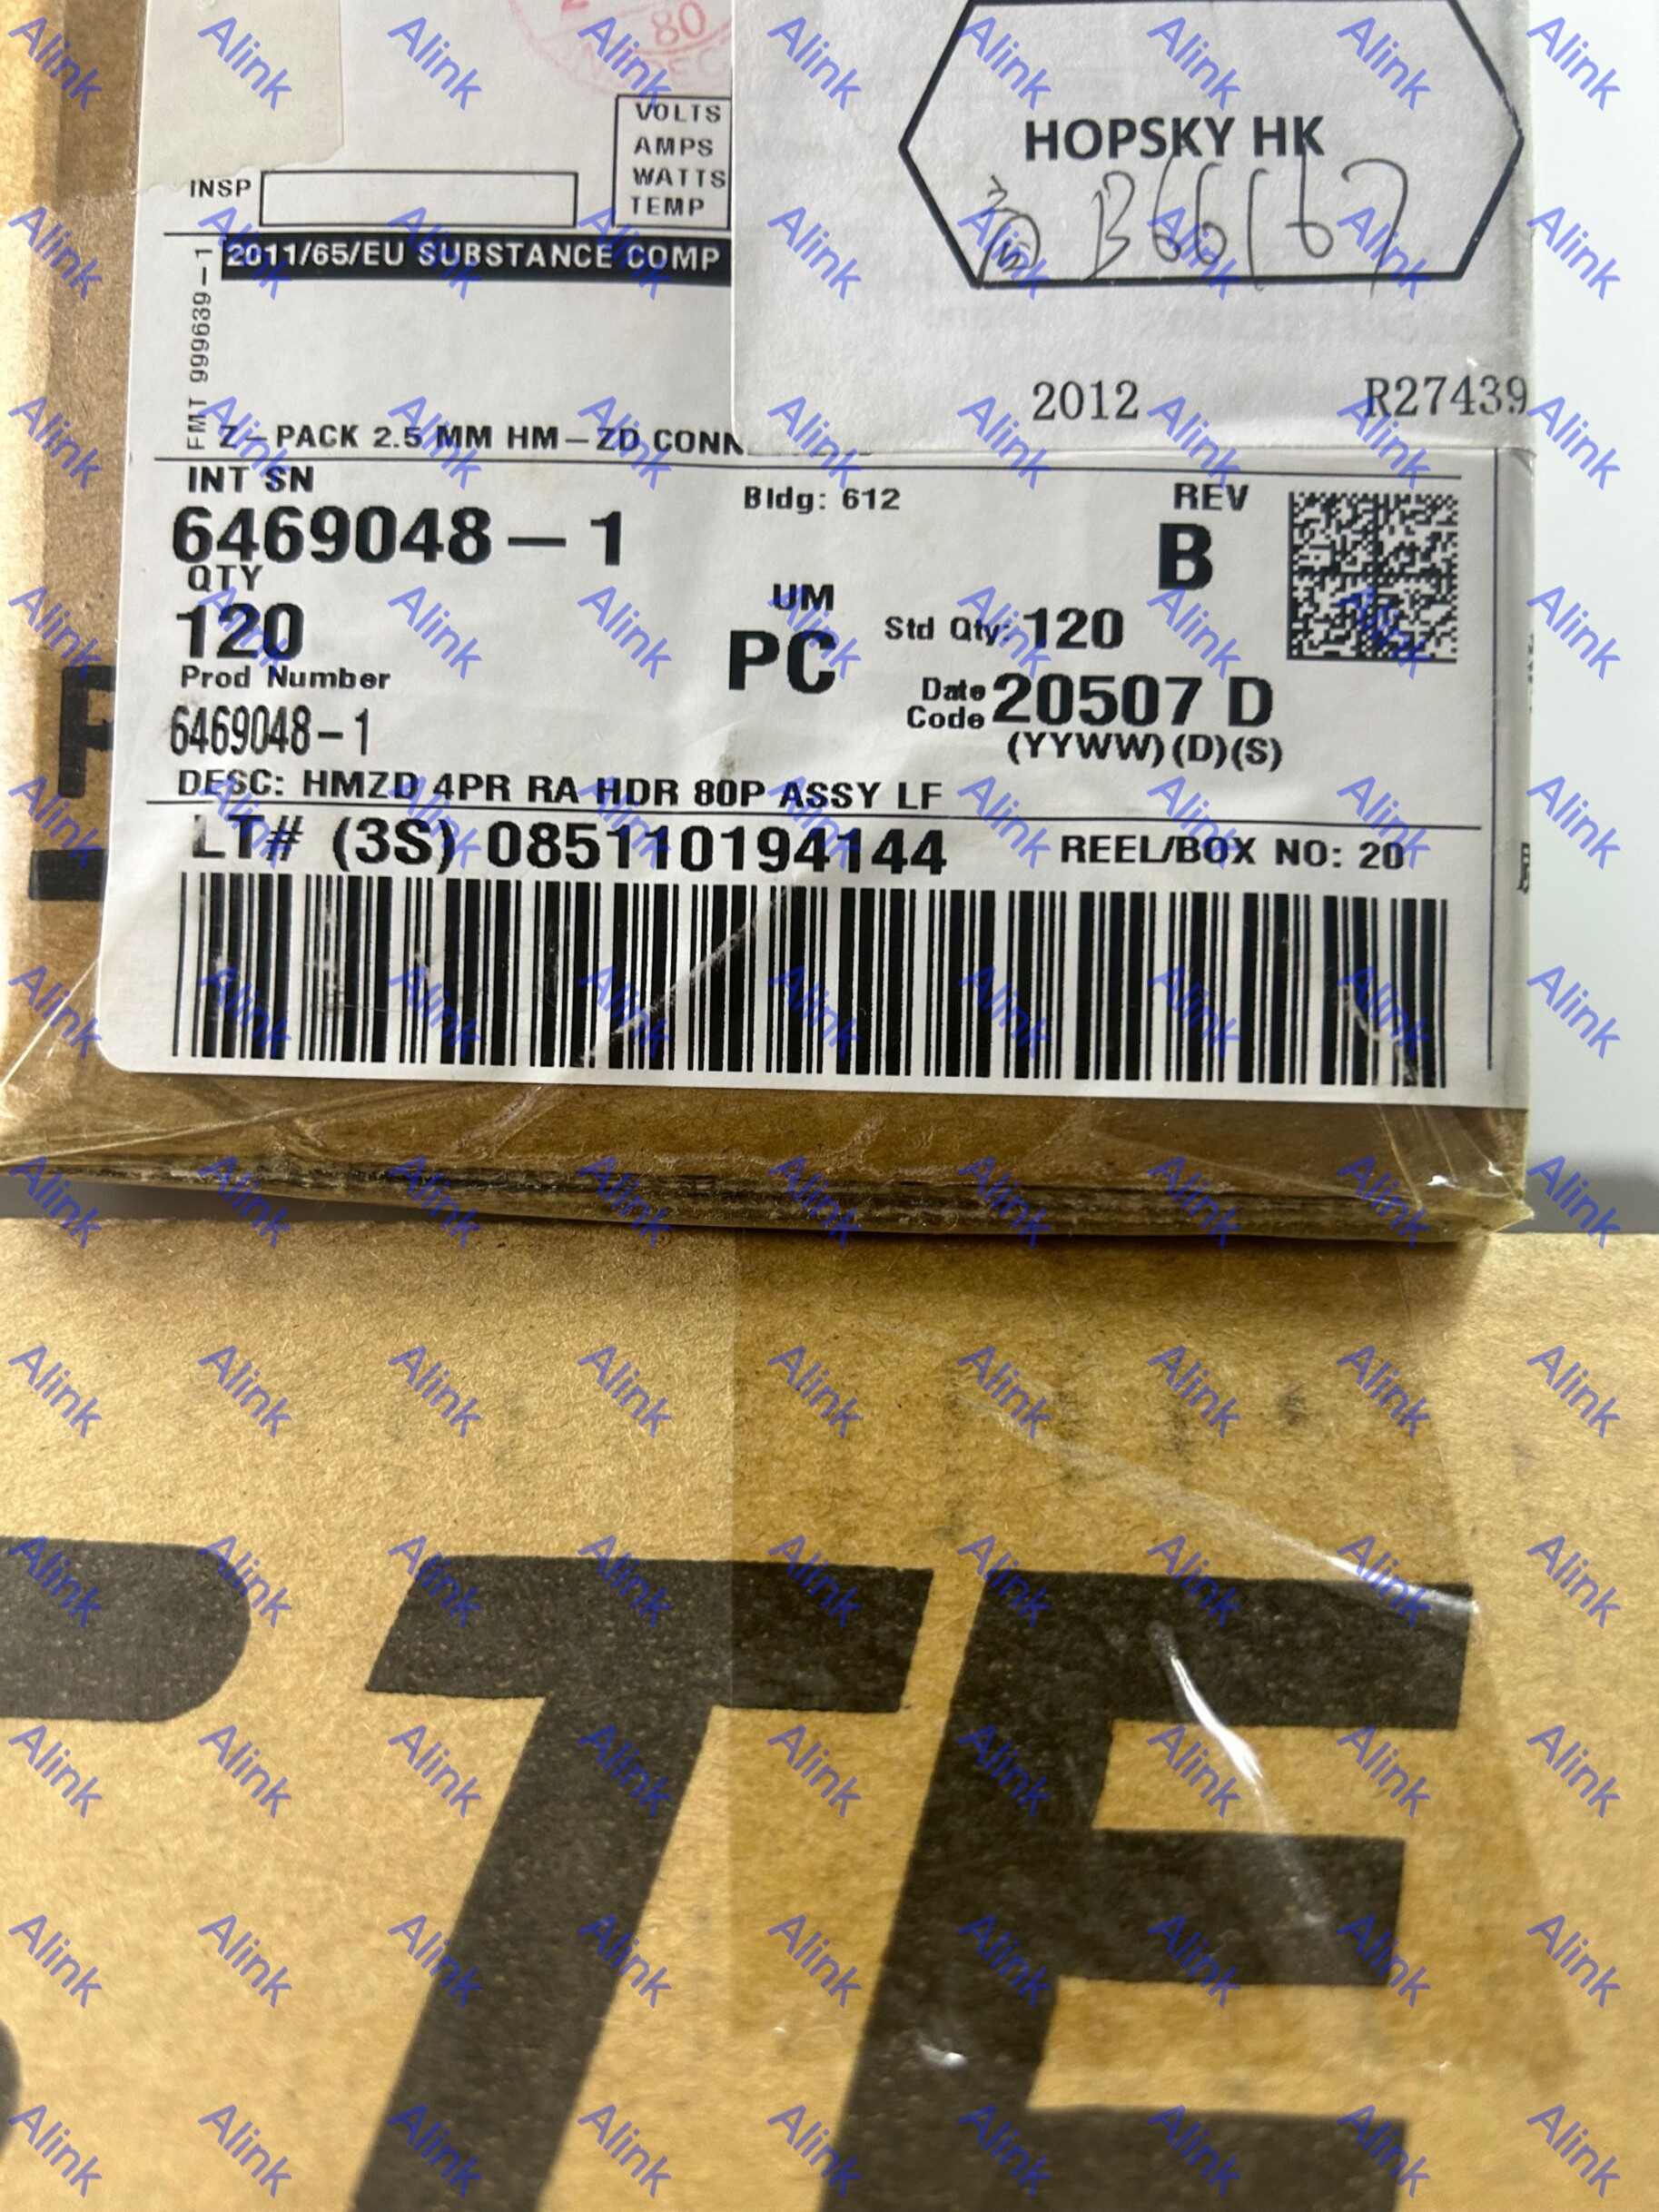 80
VOLTS
AMPS
WATTS
TEMP
INSP
2011/65/EU SUBSTANCE COMP
FMT 999639-1
Z-PACK 2.5 MM HM-ZD CONN
HOPSKY HK
B66167
2012 R27439
INT SN
6469048-1
Bldg: 612
REV
B
QTY
120
UM
PC
Std Qty: 120
Prod Number
6469048-1
Date Code 20507 D
(YYWW) (D)(S)
DESC: HMZD 4PR RA HDR 80P ASSY LF
LT# (3S) 085110194144 REEL/BOX NO: 20
TE
Alink